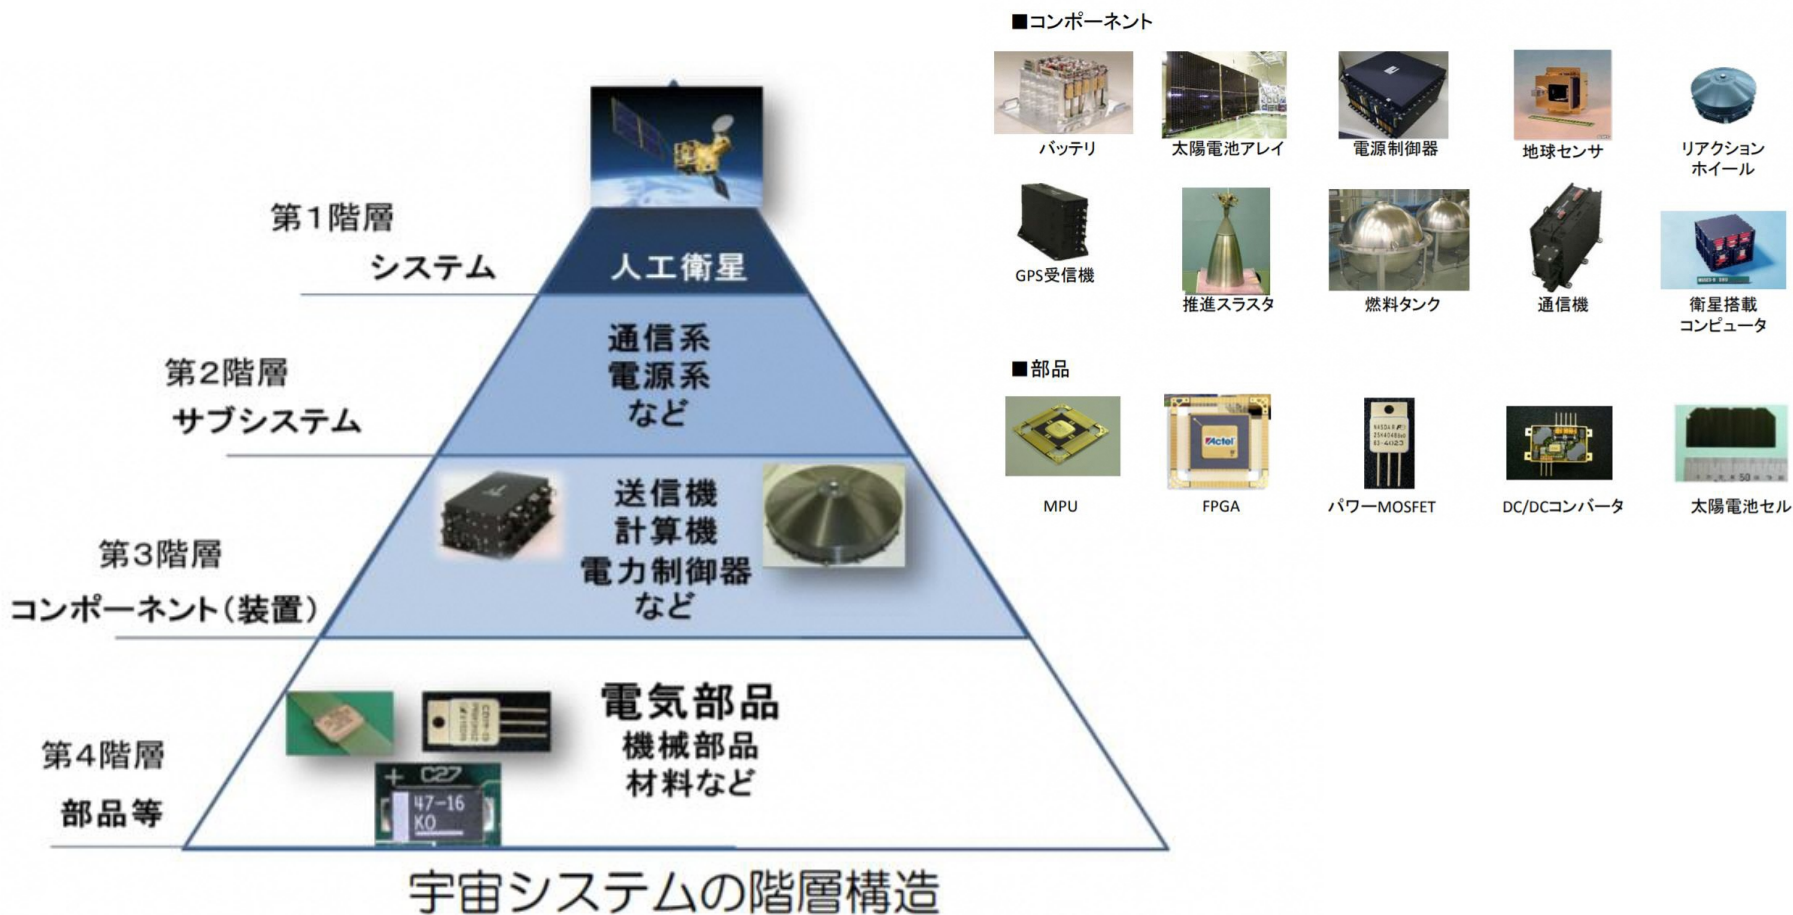 第1階層
システム
人工衛星
第2階層
サブシステム
通信系
電源系
など
第3階層
コンポーネント(装置)
送信機
計算機
電力制御器
など
第4階層
部品等
電気部品
機械部品
材料など
+ C27
47-16
KO
宇宙システムの階層構造
■コンポーネント
バッテリ
太陽電池アレイ
電源制御器
地球センサ
リアクション
ホイール
GPS受信機
推進スラスタ
燃料タンク
通信機
衛星搭載
コンピュータ
■部品
Actel
50
MPU
FPGA
パワーMOSFET
DC/DCコンバータ
太陽電池セル